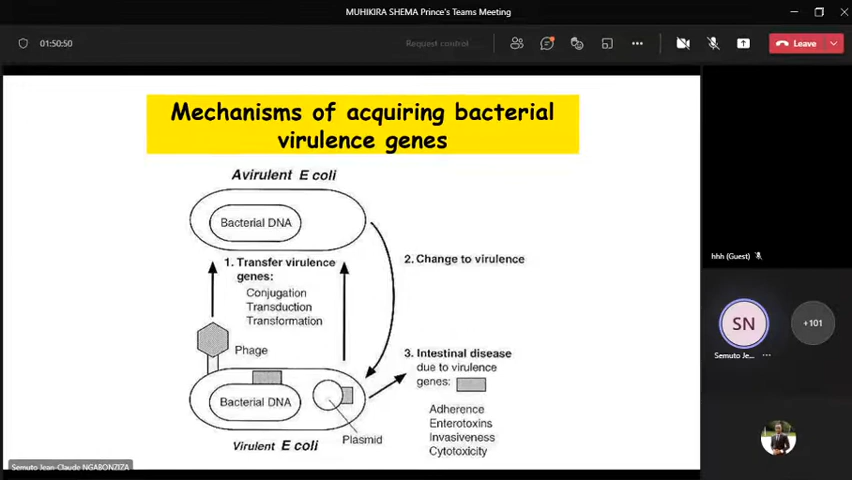 MUHIKIRA SHEMA Prince's Teams Meeting
01:50:50
Request control
Leave
Mechanisms of acquiring bacterial
virulence genes
Avirulent E coli
Bacterial DNA
1. Transfer virulence
genes:
Conjugation
Transduction
Transformation
2. Change to virulence
Phage
3. Intestinal disease
due to virulence
genes:
Bacterial DNA
Adherence
Enterotoxins
Invasiveness
Cytotoxicity
Plasmid
Virulent E coli
Semuto Jean-Claude NGABONZIZA
hhh (Guest)
SN
+101
Semuto Je...